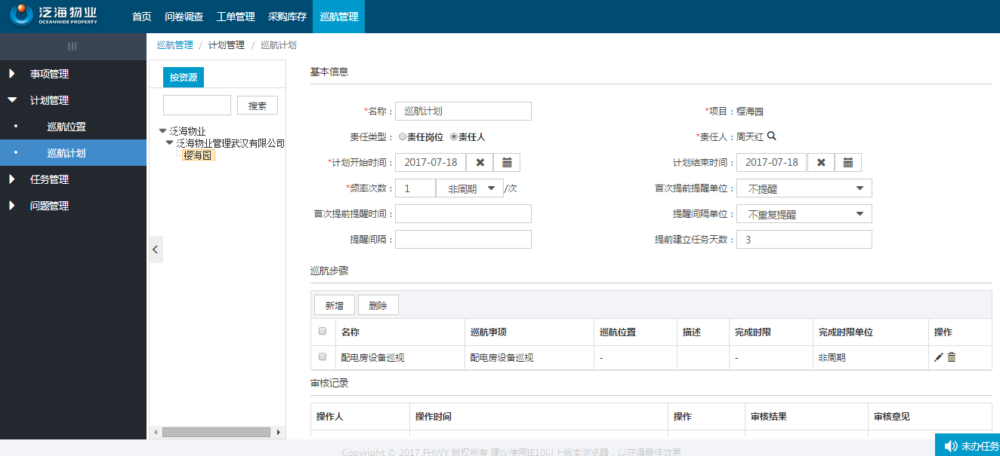 泛海物业
OCEANWIDE PROPERTY
首页 问卷调查 工单管理 采购库存 巡航管理
事项管理
计划管理
巡航位置
巡航计划
任务管理
问题管理
巡航管理 / 计划管理 / 巡航计划
按资源
搜索
泛海物业
泛海物业管理武汉有限公司
樱海园
基本信息
*名称： 巡航计划 *项目： 樱海园
责任类型： 责任岗位 责任人 *责任人： 周天红
*计划开始时间： 2017-07-18 计划结束时间： 2017-07-18
*频率次数： 1 非周期 /次 首次提前提醒单位： 不提醒
首次提前提醒时间： 提醒间隔单位： 不重复提醒
提醒间隔： 提前建立任务天数： 3
巡航步骤
新增 删除
名称 巡航事项 巡航位置 描述 完成时限 完成时限单位 操作
配电房设备巡视 配电房设备巡视 - - 非周期
审核记录
操作人 操作时间 操作 审核结果 审核意见
Copyright © 2017 FHWY 版权所有 建议使用IE10以上版本浏览器，以获得最佳效果
未办任务